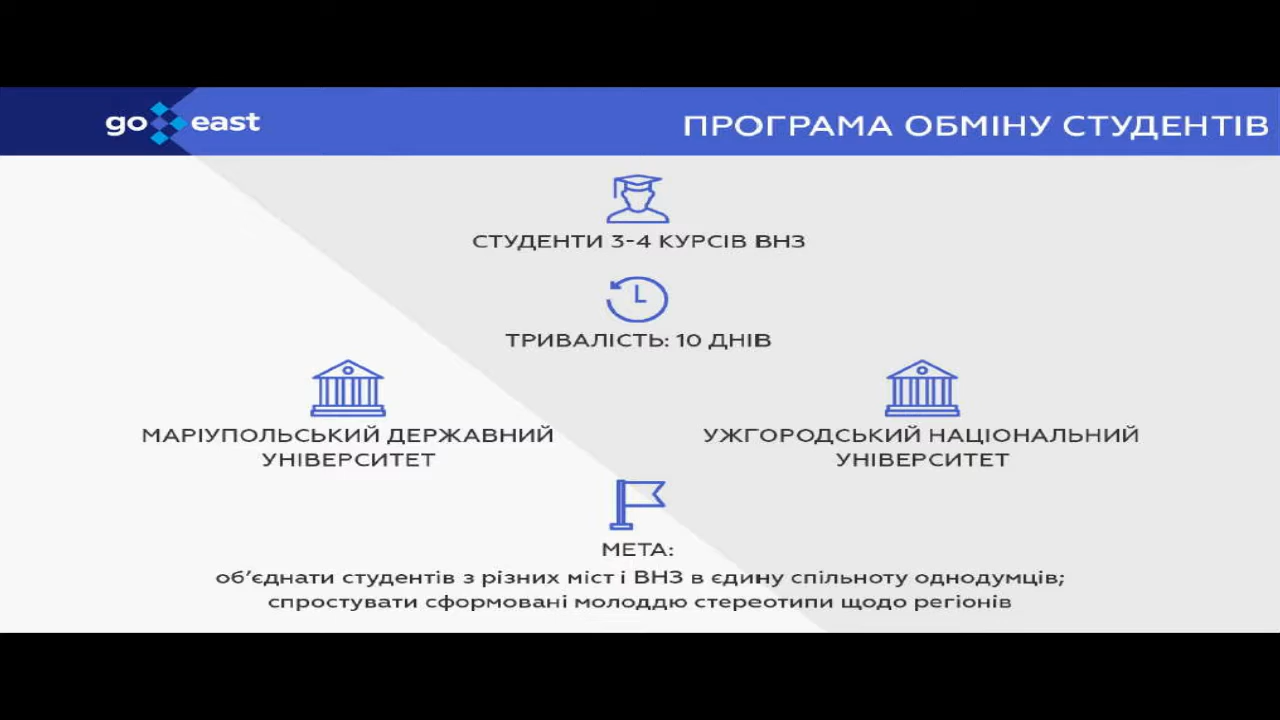 go east
ПРОГРАМА ОБМІНУ СТУДЕНТІВ
СТУДЕНТИ 3-4 КУРСІВ ВНЗ
ТРИВАЛІСТЬ: 10 ДНІВ
МАРІУПОЛЬСЬКИЙ ДЕРЖАВНИЙ
УНІВЕРСИТЕТ
УЖГОРОДСЬКИЙ НАЦІОНАЛЬНИЙ
УНІВЕРСИТЕТ
МЕТА:
об’єднати студентів з різних міст і ВНЗ в єдину спільноту однодумців;
спростувати сформовані молоддю стереотипи щодо регіонів